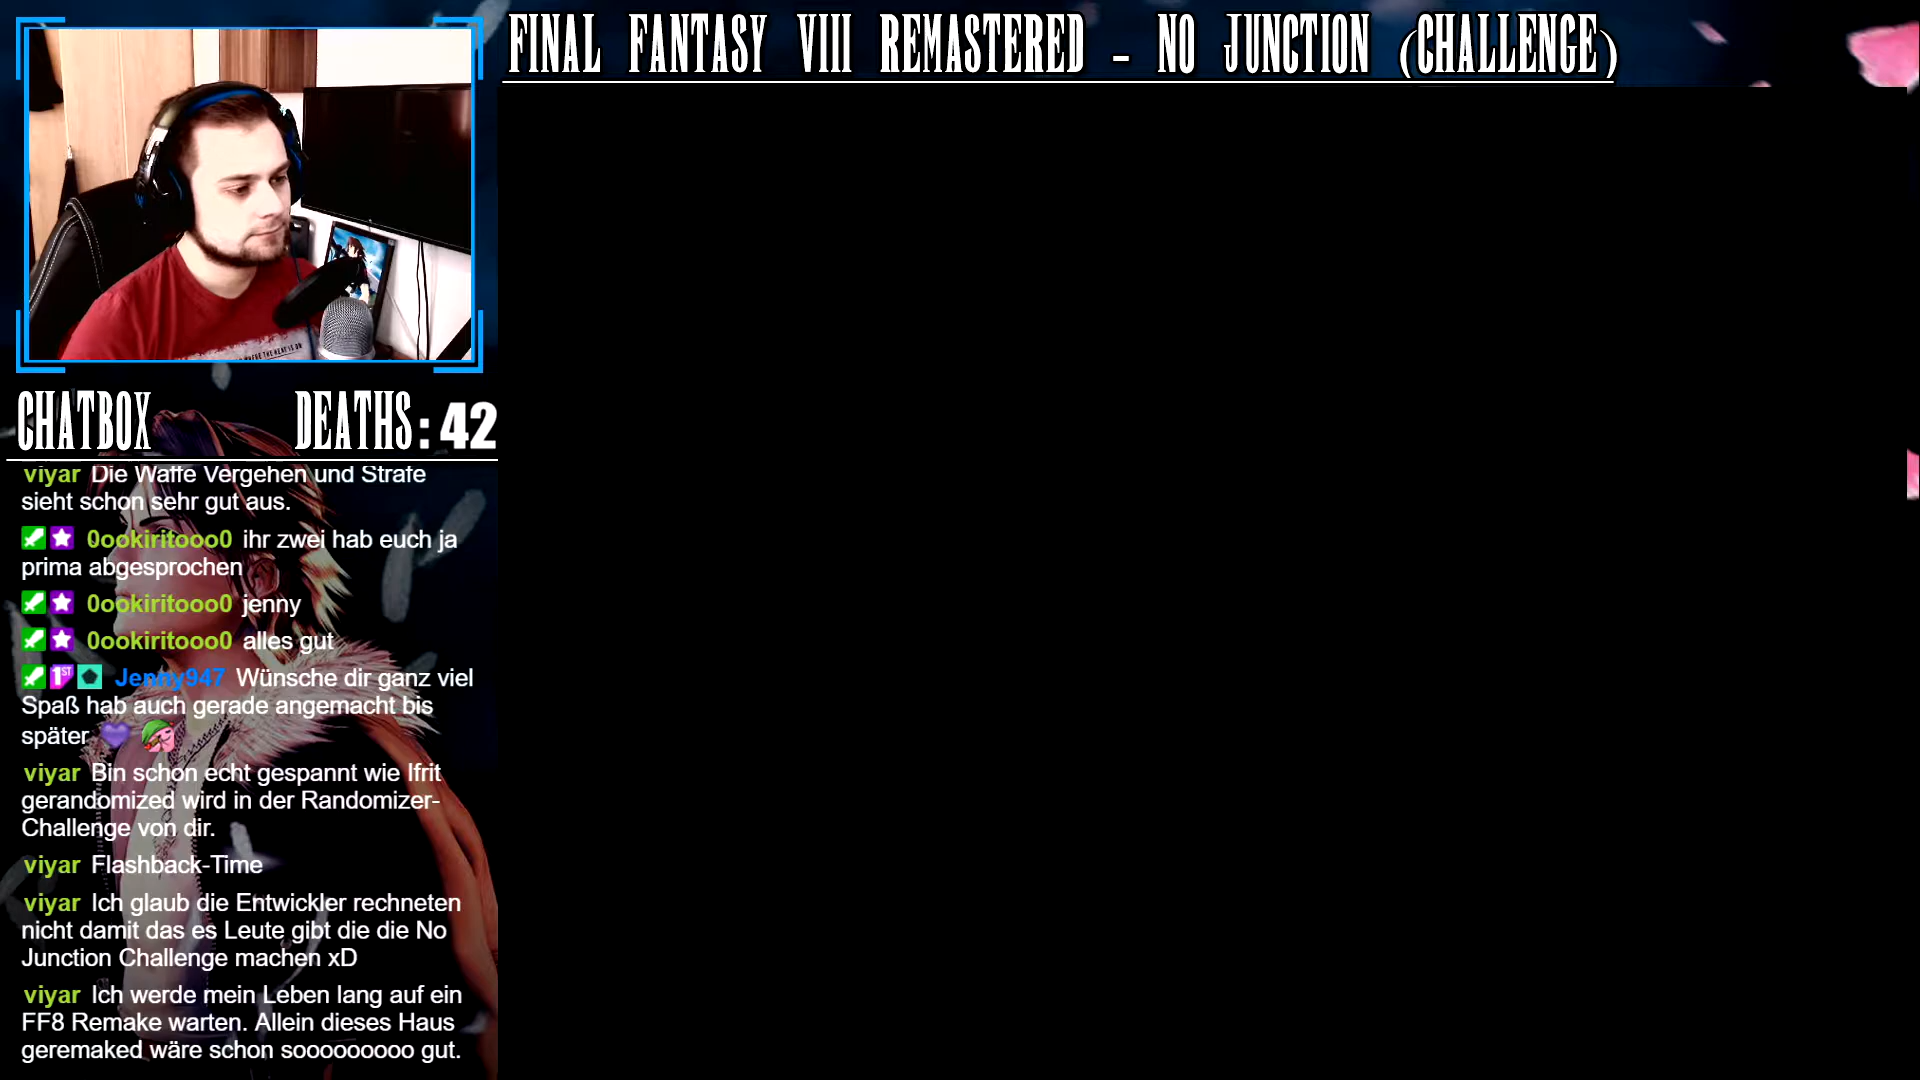 FINAL FANTASY VIII REMASTERED - NO JUNCTION (CHALLENGE)
CHATBOX DEATHS: 42
viyar Die Waffe Vergehen und Strafe
sieht schon sehr gut aus.
0ookiritooo0 ihr zwei hab euch ja
prima abgesprochen
0ookiritooo0 jenny
0ookiritooo0 alles gut
1ST Jenny947 Wünsche dir ganz viel
Spaß hab auch gerade angemacht bis
später
viyar Bin schon echt gespannt wie Ifrit
gerandomized wird in der Randomizer-
Challenge von dir.
viyar Flashback-Time
viyar Ich glaub die Entwickler rechneten
nicht damit das es Leute gibt die die No
Junction Challenge machen xD
viyar Ich werde mein Leben lang auf ein
FF8 Remake warten. Allein dieses Haus
geremaked wäre schon sooooooooo gut.